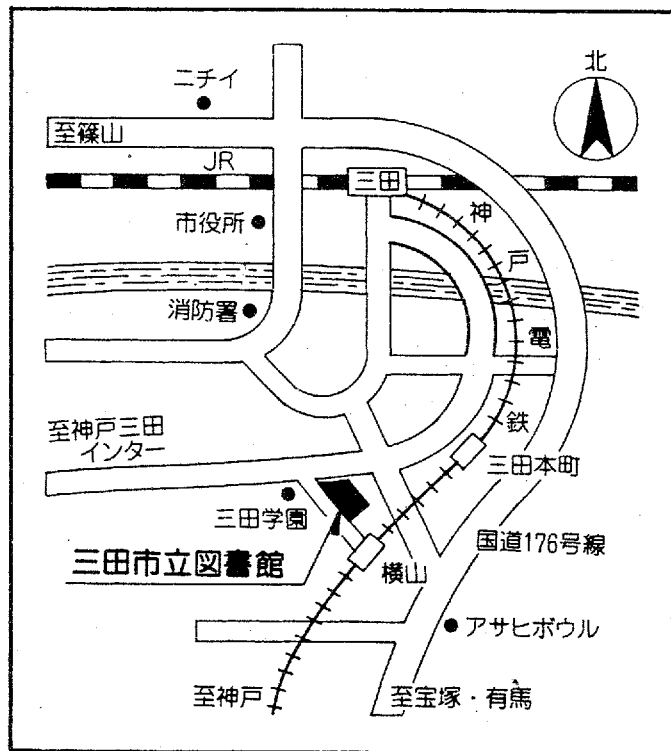 北
ニチイ
至篠山
JR
三田
神戸電鉄
市役所
消防署
至神戸三田
インター
三田本町
三田学園
国道176号線
三田市立図書館
横山
アサヒボウル
至神戸
至宝塚・有馬